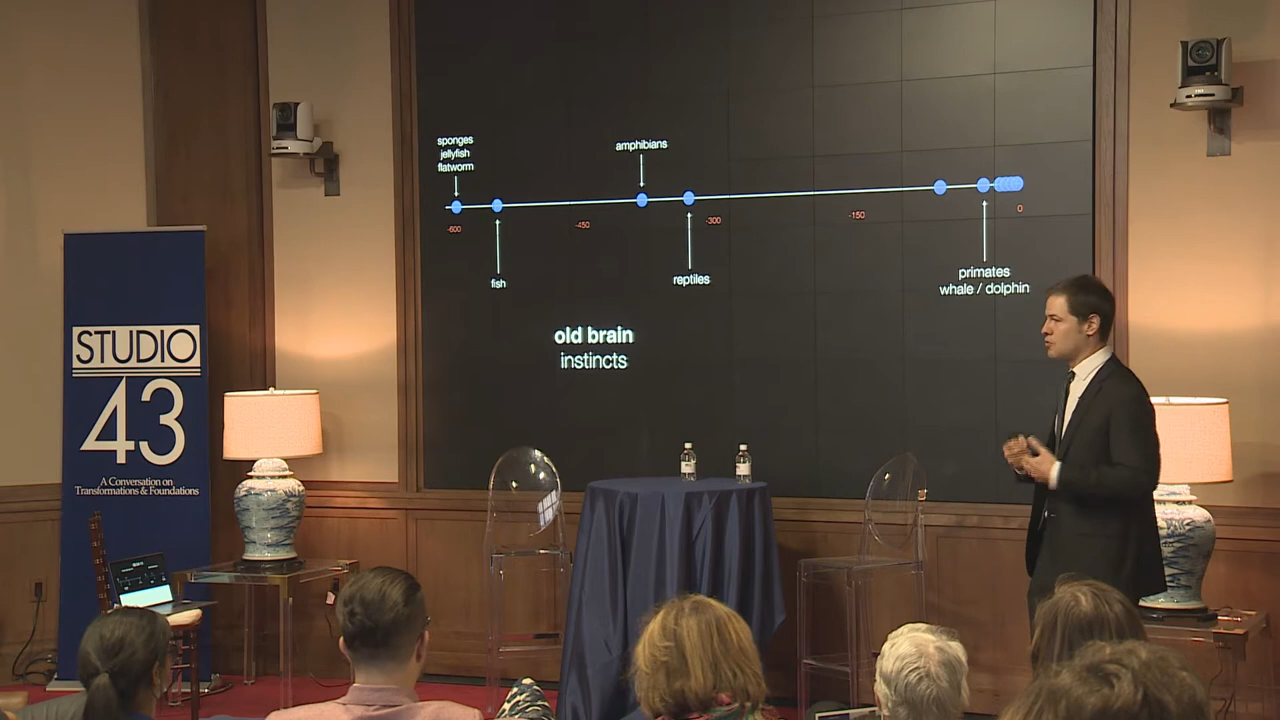 sponges
jellyfish
flatworm
amphibians
-600
-450
-300
-150
0
fish
reptiles
primates
whale / dolphin
old brain
instincts
STUDIO
43
A Conversation on
Transformations & Foundations